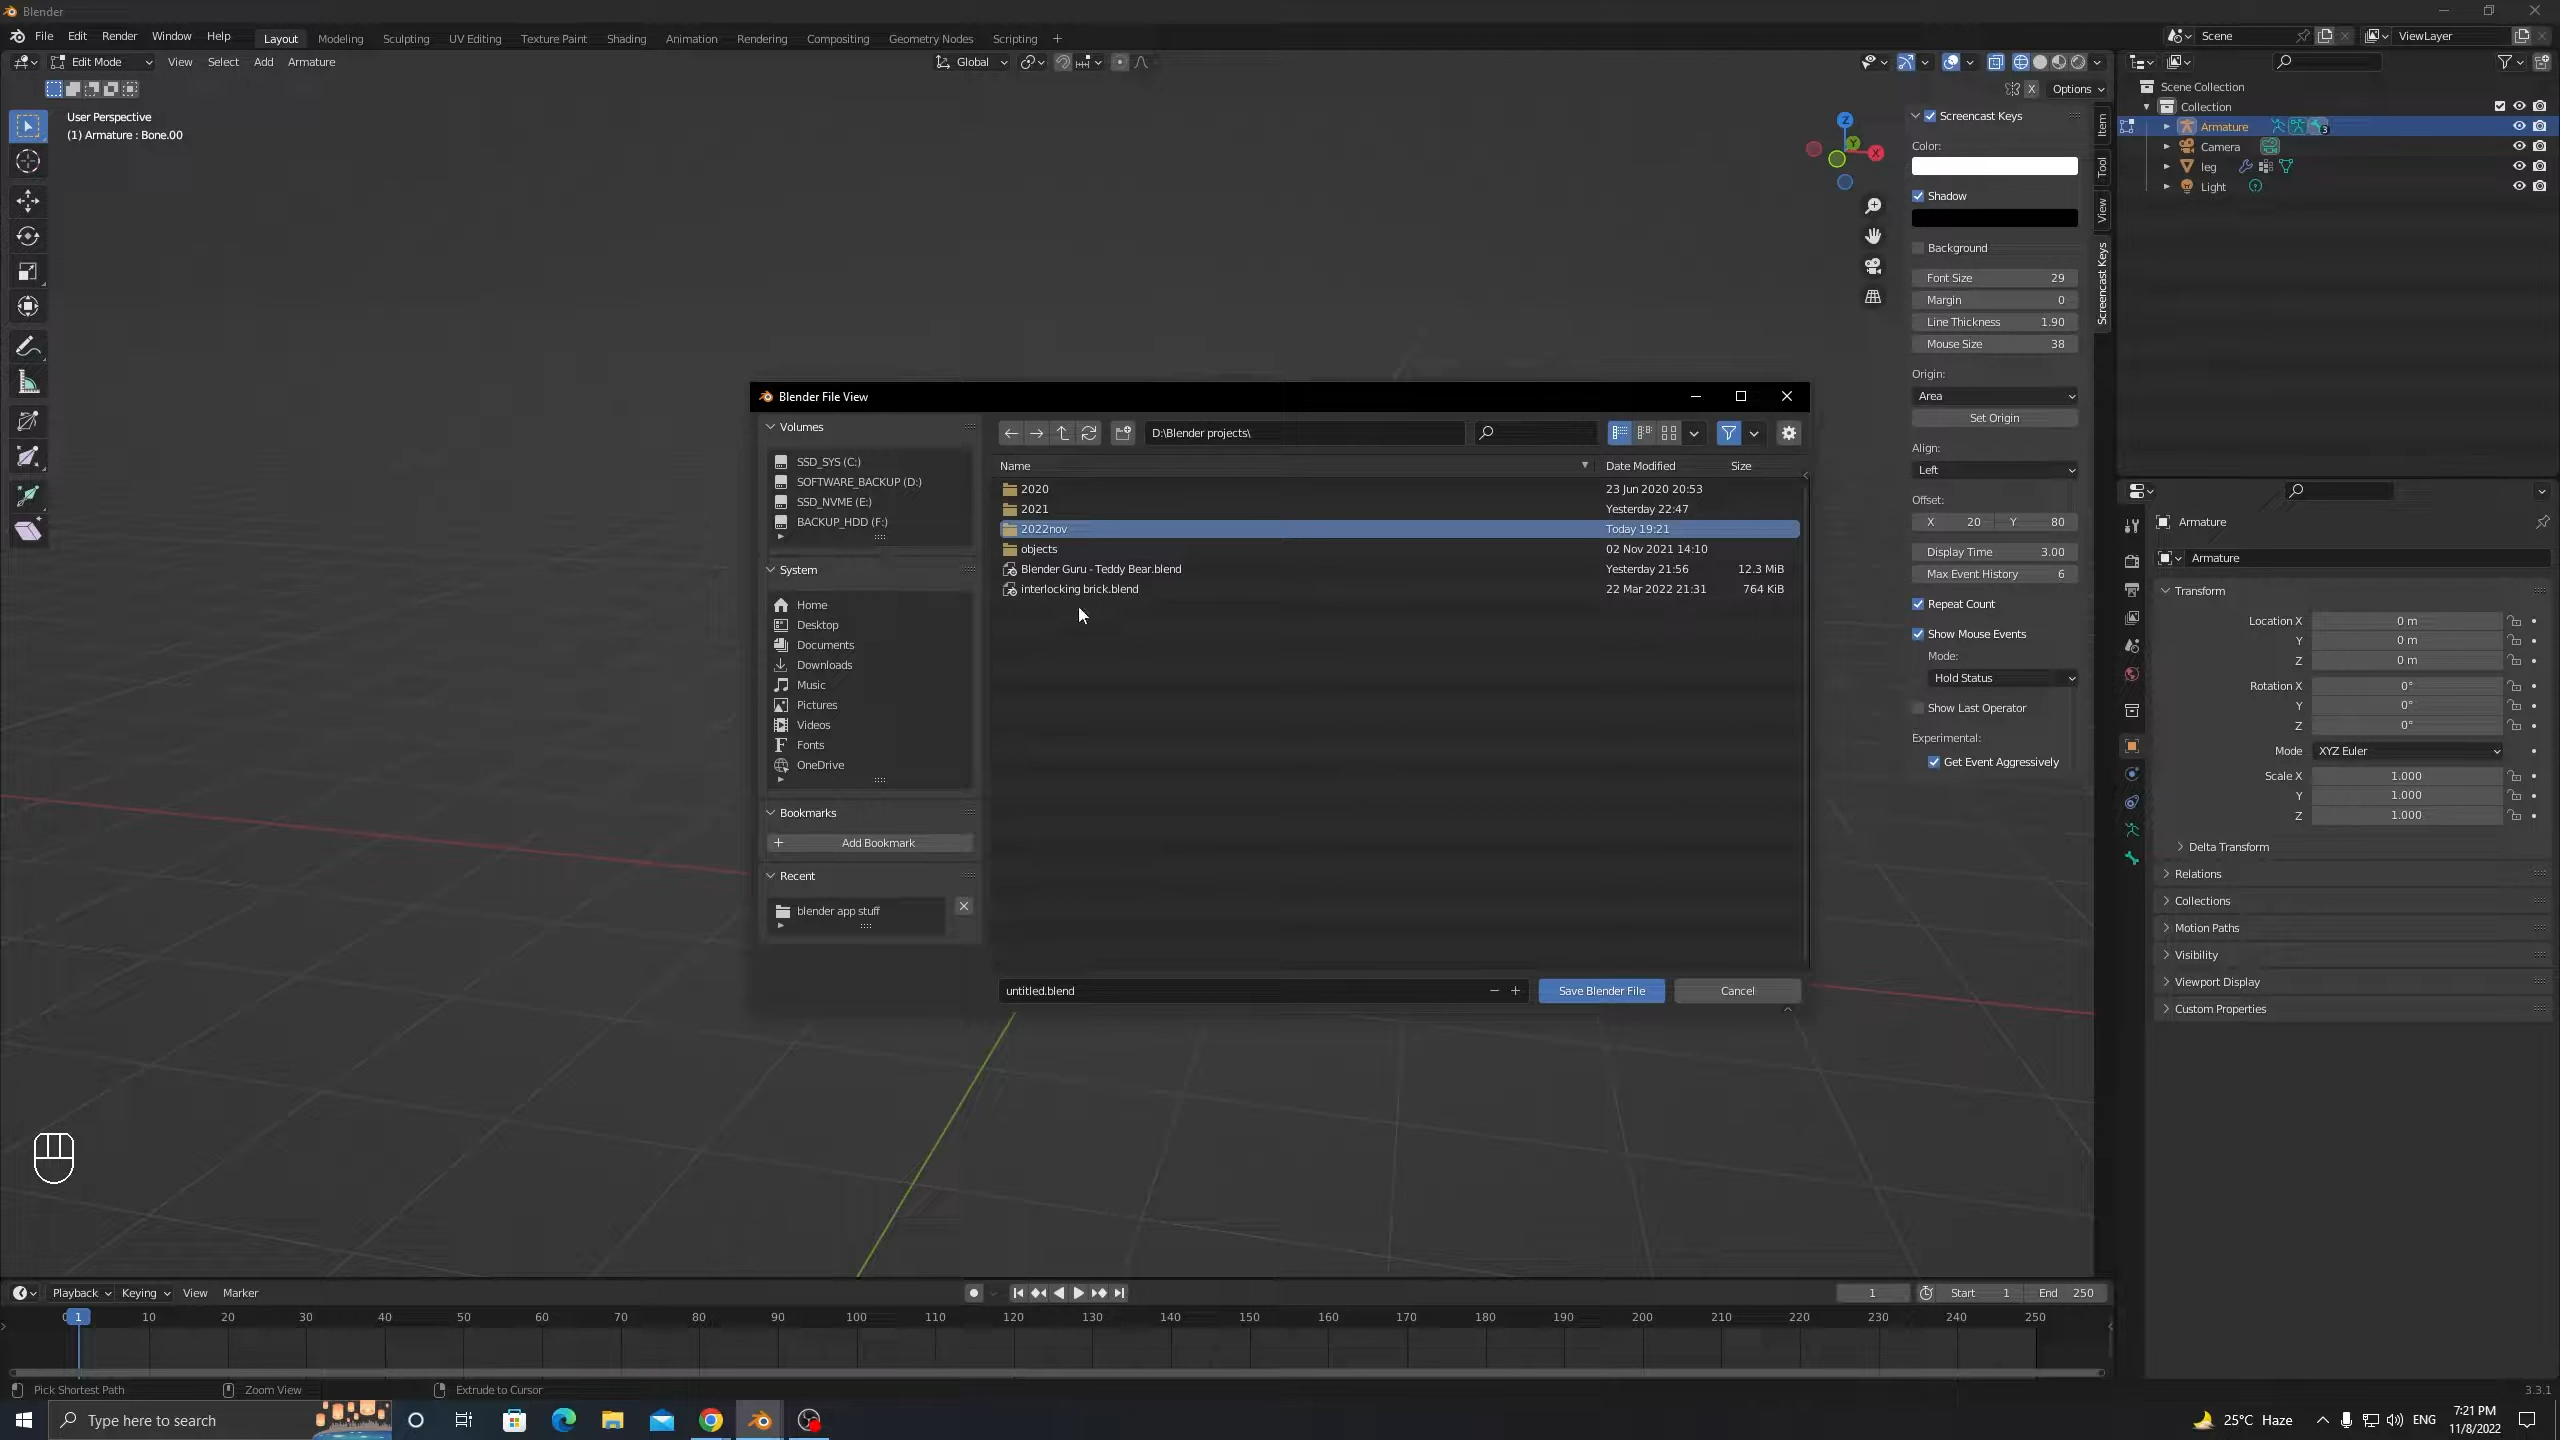 Blender
File Edit Render Window Help Layout Modeling Sculpting UV Editing Texture Paint Shading Animation Rendering Compositing Geometry Nodes Scripting + Scene ViewLayer
Edit Mode View Select Add Armature Global
X Options
User Perspective
(1) Armature : Bone.00
Z
Y
X
Screencast Keys
Color:
Shadow
Background
Font Size 29
Margin 0
Line Thickness 1.90
Mouse Size 38
Origin:
Area
Set Origin
Align:
Left
Offset:
X 20 Y 80
Display Time 3.00
Max Event History 6
Repeat Count
Show Mouse Events
Mode:
Hold Status
Show Last Operator
Experimental:
Get Event Aggressively
Item
Tool
View
Screencast Keys
Scene Collection
Collection
Armature 3
Camera
leg
Light
Armature
Armature
Transform
Location X 0 m
Y 0 m
Z 0 m
Rotation X 0°
Y 0°
Z 0°
Mode XYZ Euler
Scale X 1.000
Y 1.000
Z 1.000
Delta Transform
Relations
Collections
Motion Paths
Visibility
Viewport Display
Custom Properties
Blender File View
Volumes
SSD_SYS (C:)
SOFTWARE_BACKUP (D:)
SSD_NVME (E:)
BACKUP_HDD (F:)
System
Home
Desktop
Documents
Downloads
Music
Pictures
Videos
Fonts
OneDrive
Bookmarks
+ Add Bookmark
Recent
blender app stuff
D:\Blender projects\
Name Date Modified Size
2020 23 Jun 2020 20:53
2021 Yesterday 22:47
2022nov Today 19:21
objects 02 Nov 2021 14:10
Blender Guru - Teddy Bear.blend Yesterday 21:56 12.3 MiB
interlocking brick.blend 22 Mar 2022 21:31 764 KiB
untitled.blend − + Save Blender File Cancel
Playback Keying View Marker 1 Start 1 End 250
0 1 10 20 30 40 50 60 70 80 90 100 110 120 130 140 150 160 170 180 190 200 210 220 230 240 250
Pick Shortest Path Zoom View Extrude to Cursor 3.3.1
Type here to search 25°C Haze ENG 7:21 PM
11/8/2022